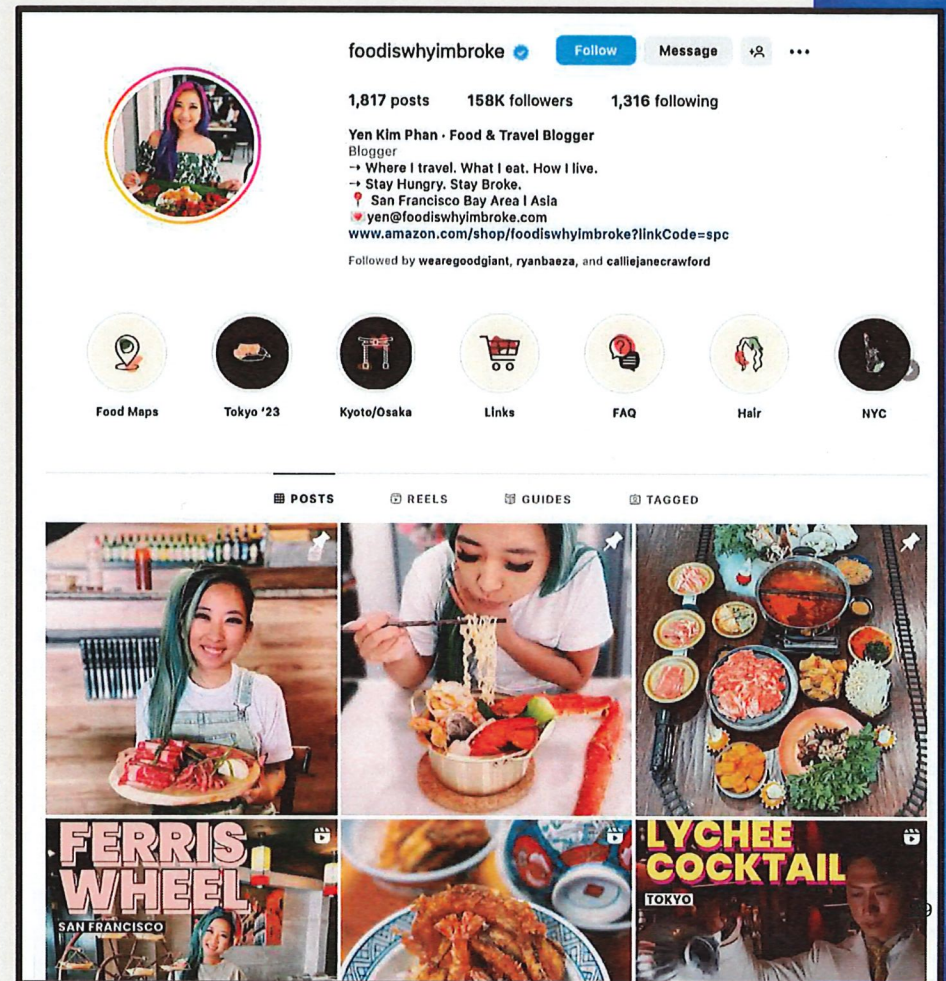 foodiswhyimbroke Follow Message
1,817 posts 158K followers 1,316 following
Yen Kim Phan · Food & Travel Blogger
Blogger
→ Where I travel. What I eat. How I live.
→ Stay Hungry. Stay Broke.
📍 San Francisco Bay Area I Asia
💌 yen@foodiswhyimbroke.com
www.amazon.com/shop/foodiswhyimbroke?linkCode=spc
Followed by wearegoodgiant, ryanbaeza, and calliejanecrawford
Food Maps Tokyo '23 Kyoto/Osaka Links FAQ Hair NYC
POSTS REELS GUIDES TAGGED
FERRIS
WHEEL
SAN FRANCISCO
LYCHEE
COCKTAIL
TOKYO
9